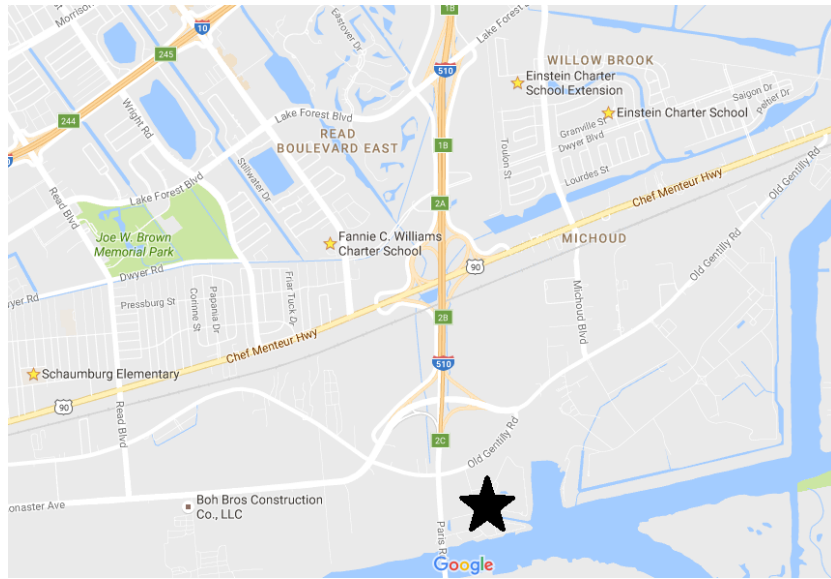 Morrison
10
245
1B
Easover Dr
Lake Forest
510
WILLOW BROOK
Einstein Charter
School Extension
Einstein Charter School
Saigon Dr
Peltier Dr
Granville St
Dwyer Blvd
Wright Rd
244
Lake Forest Blvd
READ
BOULEVARD EAST
1B
Toulon St
Lourdes St
Stillwater Dr
Read Blvd
Lake Forest Blvd
2A
Chef Menteur Hwy
Old Gentilly Rd
Joe W. Brown
Memorial Park
Fannie C. Williams
Charter School
MICHOUD
90
Old Gentilly Rd
Dwyer Rd
Dwyer Rd
Pressburg St
Corinne St
Papania Dr
Friar Tuck Dr
Michoud Blvd
2B
Chef Menteur Hwy
510
Schaumburg Elementary
90
Read Blvd
2C
Old Gentilly Rd
onaster Ave
Boh Bros Construction
Co., LLC
Paris R
Google